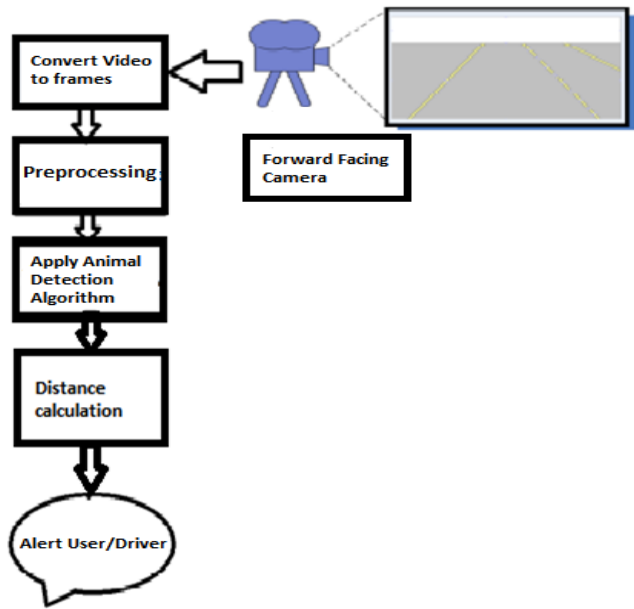 Convert Video
to frames
Forward Facing
Camera
Preprocessing:
Apply Animal
Detection
Algorithm
Distance
calculation
Alert User/Driver